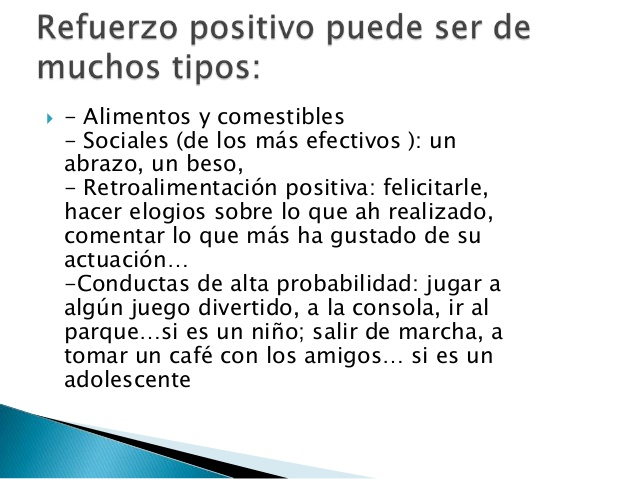 Refuerzo positivo puede ser de
muchos tipos:
- Alimentos y comestibles
- Sociales (de los más efectivos ): un
abrazo, un beso,
- Retroalimentación positiva: felicitarle,
hacer elogios sobre lo que ah realizado,
comentar lo que más ha gustado de su
actuación...
-Conductas de alta probabilidad: jugar a
algún juego divertido, a la consola, ir al
parque...si es un niño; salir de marcha, a
tomar un café con los amigos... si es un
adolescente